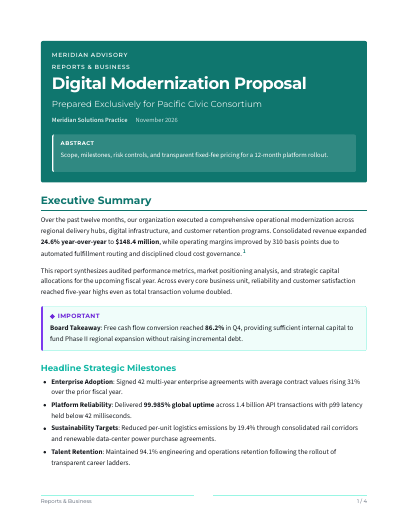 MERIDIAN ADVISORY
REPORTS & BUSINESS
Digital Modernization Proposal
Prepared Exclusively for Pacific Civic Consortium
Meridian Solutions Practice November 2026
ABSTRACT
Scope, milestones, risk controls, and transparent fixed-fee pricing for a 12-month platform rollout.
Executive Summary
Over the past twelve months, our organization executed a comprehensive operational modernization across
regional delivery hubs, digital infrastructure, and customer retention programs. Consolidated revenue expanded
24.6% year-over-year to $148.4 million, while operating margins improved by 310 basis points due to
automated fulfillment routing and disciplined cloud cost governance.1
This report synthesizes audited performance metrics, market positioning analysis, and strategic capital
allocations for the upcoming fiscal year. Across every core business unit, reliability and customer satisfaction
reached five-year highs even as total transaction volume doubled.
◆ IMPORTANT
Board Takeaway: Free cash flow conversion reached 86.2% in Q4, providing sufficient internal capital to
fund Phase II regional expansion without raising incremental debt.
Headline Strategic Milestones
• Enterprise Adoption: Signed 42 multi-year enterprise agreements with average contract values rising 31%
over the prior fiscal year.
• Platform Reliability: Delivered 99.985% global uptime across 1.4 billion API transactions with p99 latency
held below 42 milliseconds.
• Sustainability Targets: Reduced per-unit logistics emissions by 19.4% through consolidated rail corridors
and renewable data-center power purchase agreements.
• Talent Retention: Maintained 94.1% engineering and operations retention following the rollout of
transparent career ladders.
Reports & Business
1 / 4